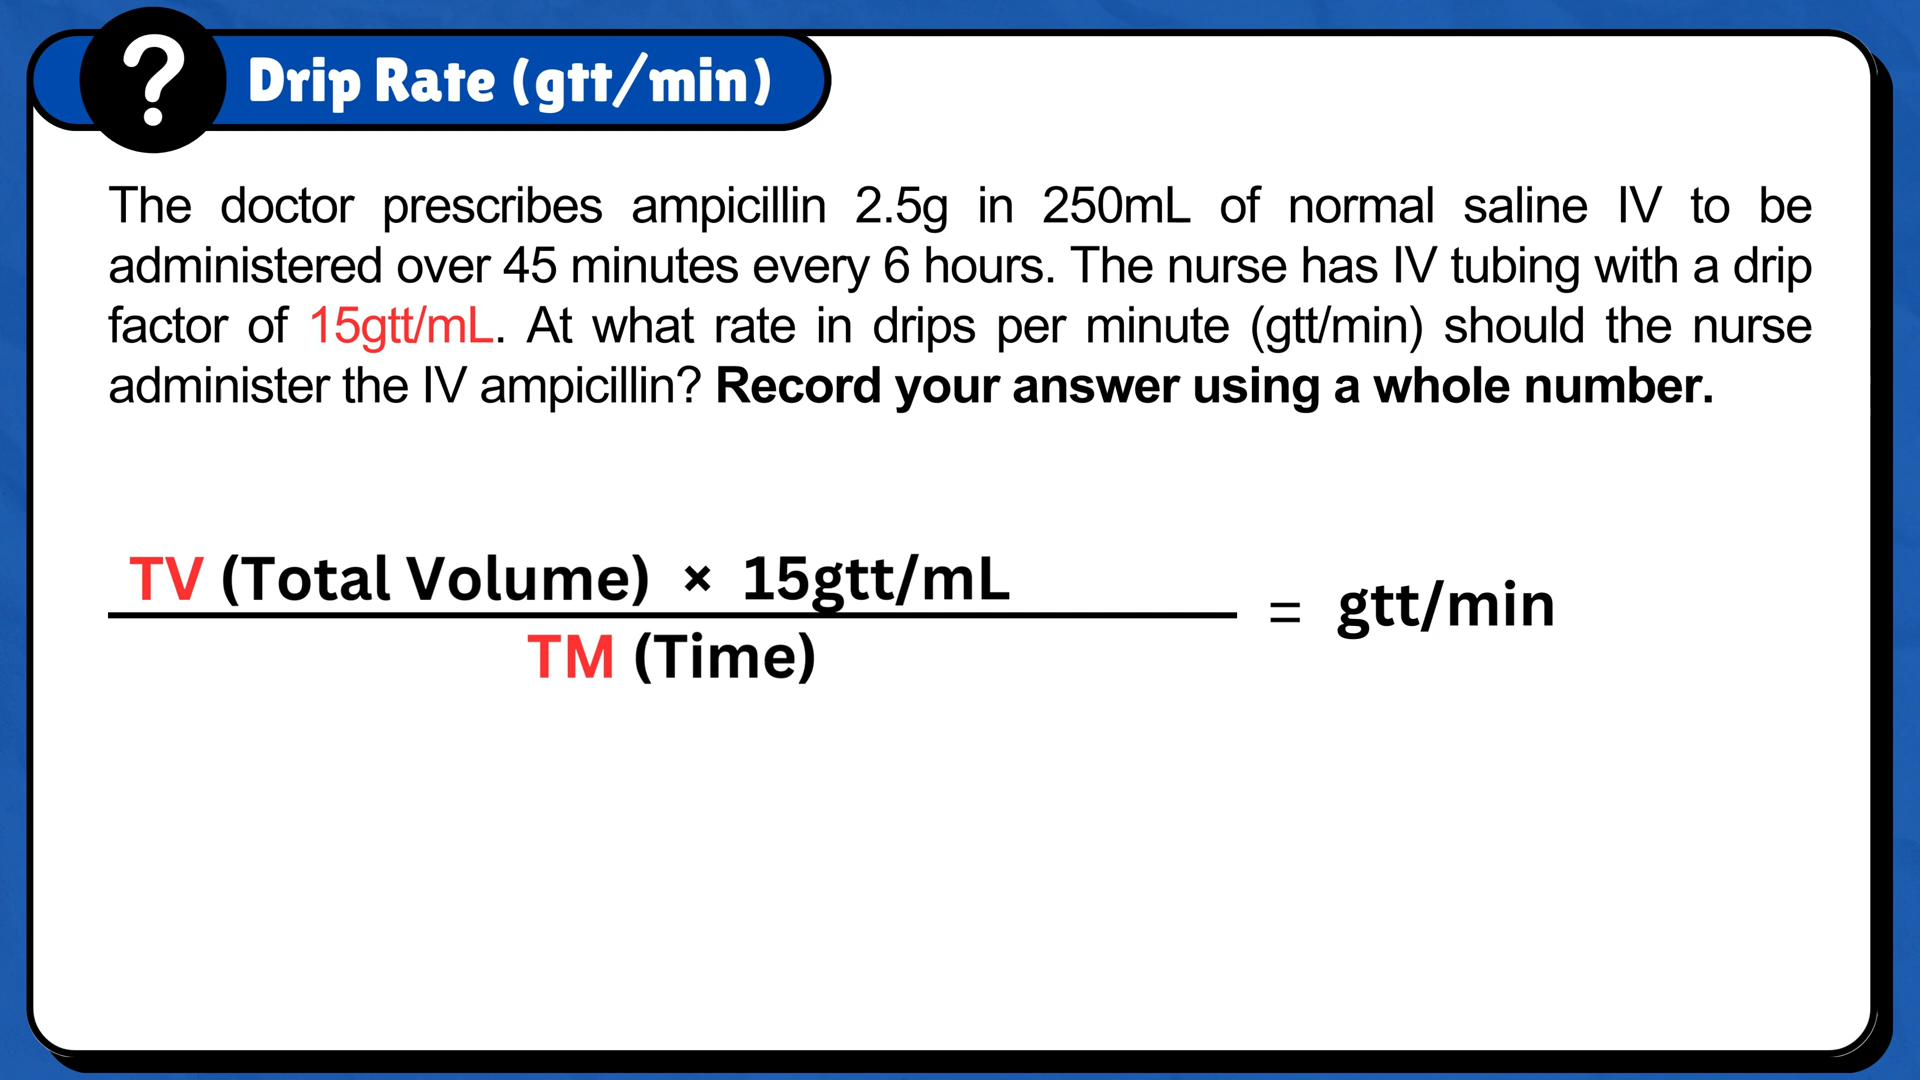 ?
Drip Rate (gtt/min)
The doctor prescribes ampicillin 2.5g in 250mL of normal saline IV to be
administered over 45 minutes every 6 hours. The nurse has IV tubing with a drip
factor of 15gtt/mL. At what rate in drips per minute (gtt/min) should the nurse
administer the IV ampicillin? Record your answer using a whole number.
TV (Total Volume) × 15gtt/mL
= gtt/min
TM (Time)